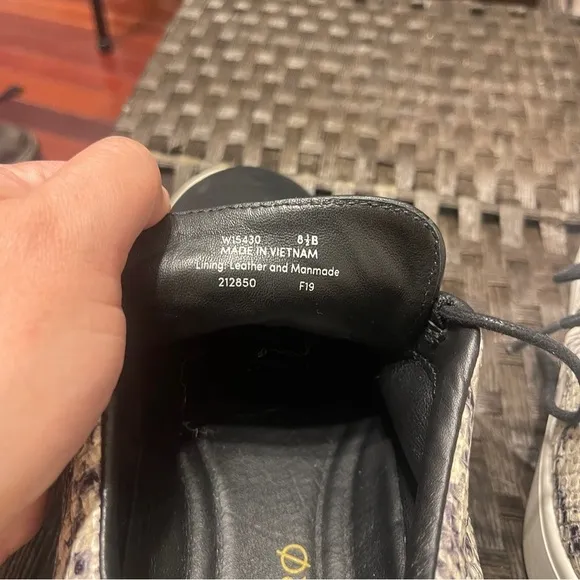 W15430 8½B
MADE IN VIETNAM
Lining: Leather and Manmade
212850 F19